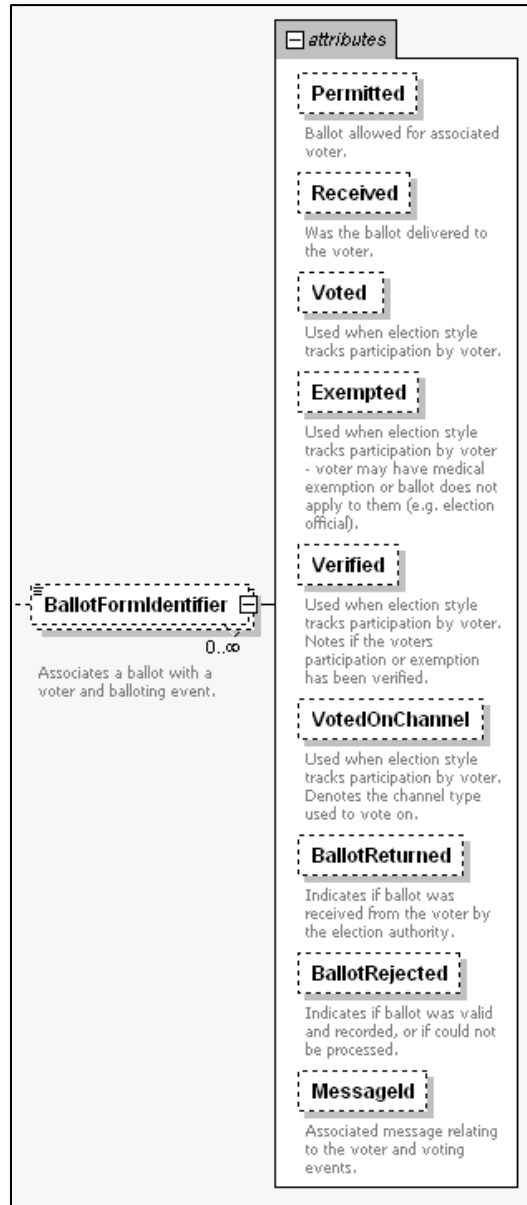 attributes
Permitted
Ballot allowed for associated
voter.
Received
Was the ballot delivered to
the voter.
Voted
Used when election style
tracks participation by voter.
Exempted
Used when election style
tracks participation by voter
- voter may have medical
exemption or ballot does not
apply to them (e.g. election
official).
Verified
Used when election style
tracks participation by voter.
Notes if the voters
participation or exemption
has been verified.
BallotFormIdentifier
0..∞
Associates a ballot with a
voter and balloting event.
VotedOnChannel
Used when election style
tracks participation by voter.
Denotes the channel type
used to vote on.
BallotReturned
Indicates if ballot was
received from the voter by
the election authority.
BallotRejected
Indicates if ballot was valid
and recorded, or if could not
be processed.
MessageId
Associated message relating
to the voter and voting
events.